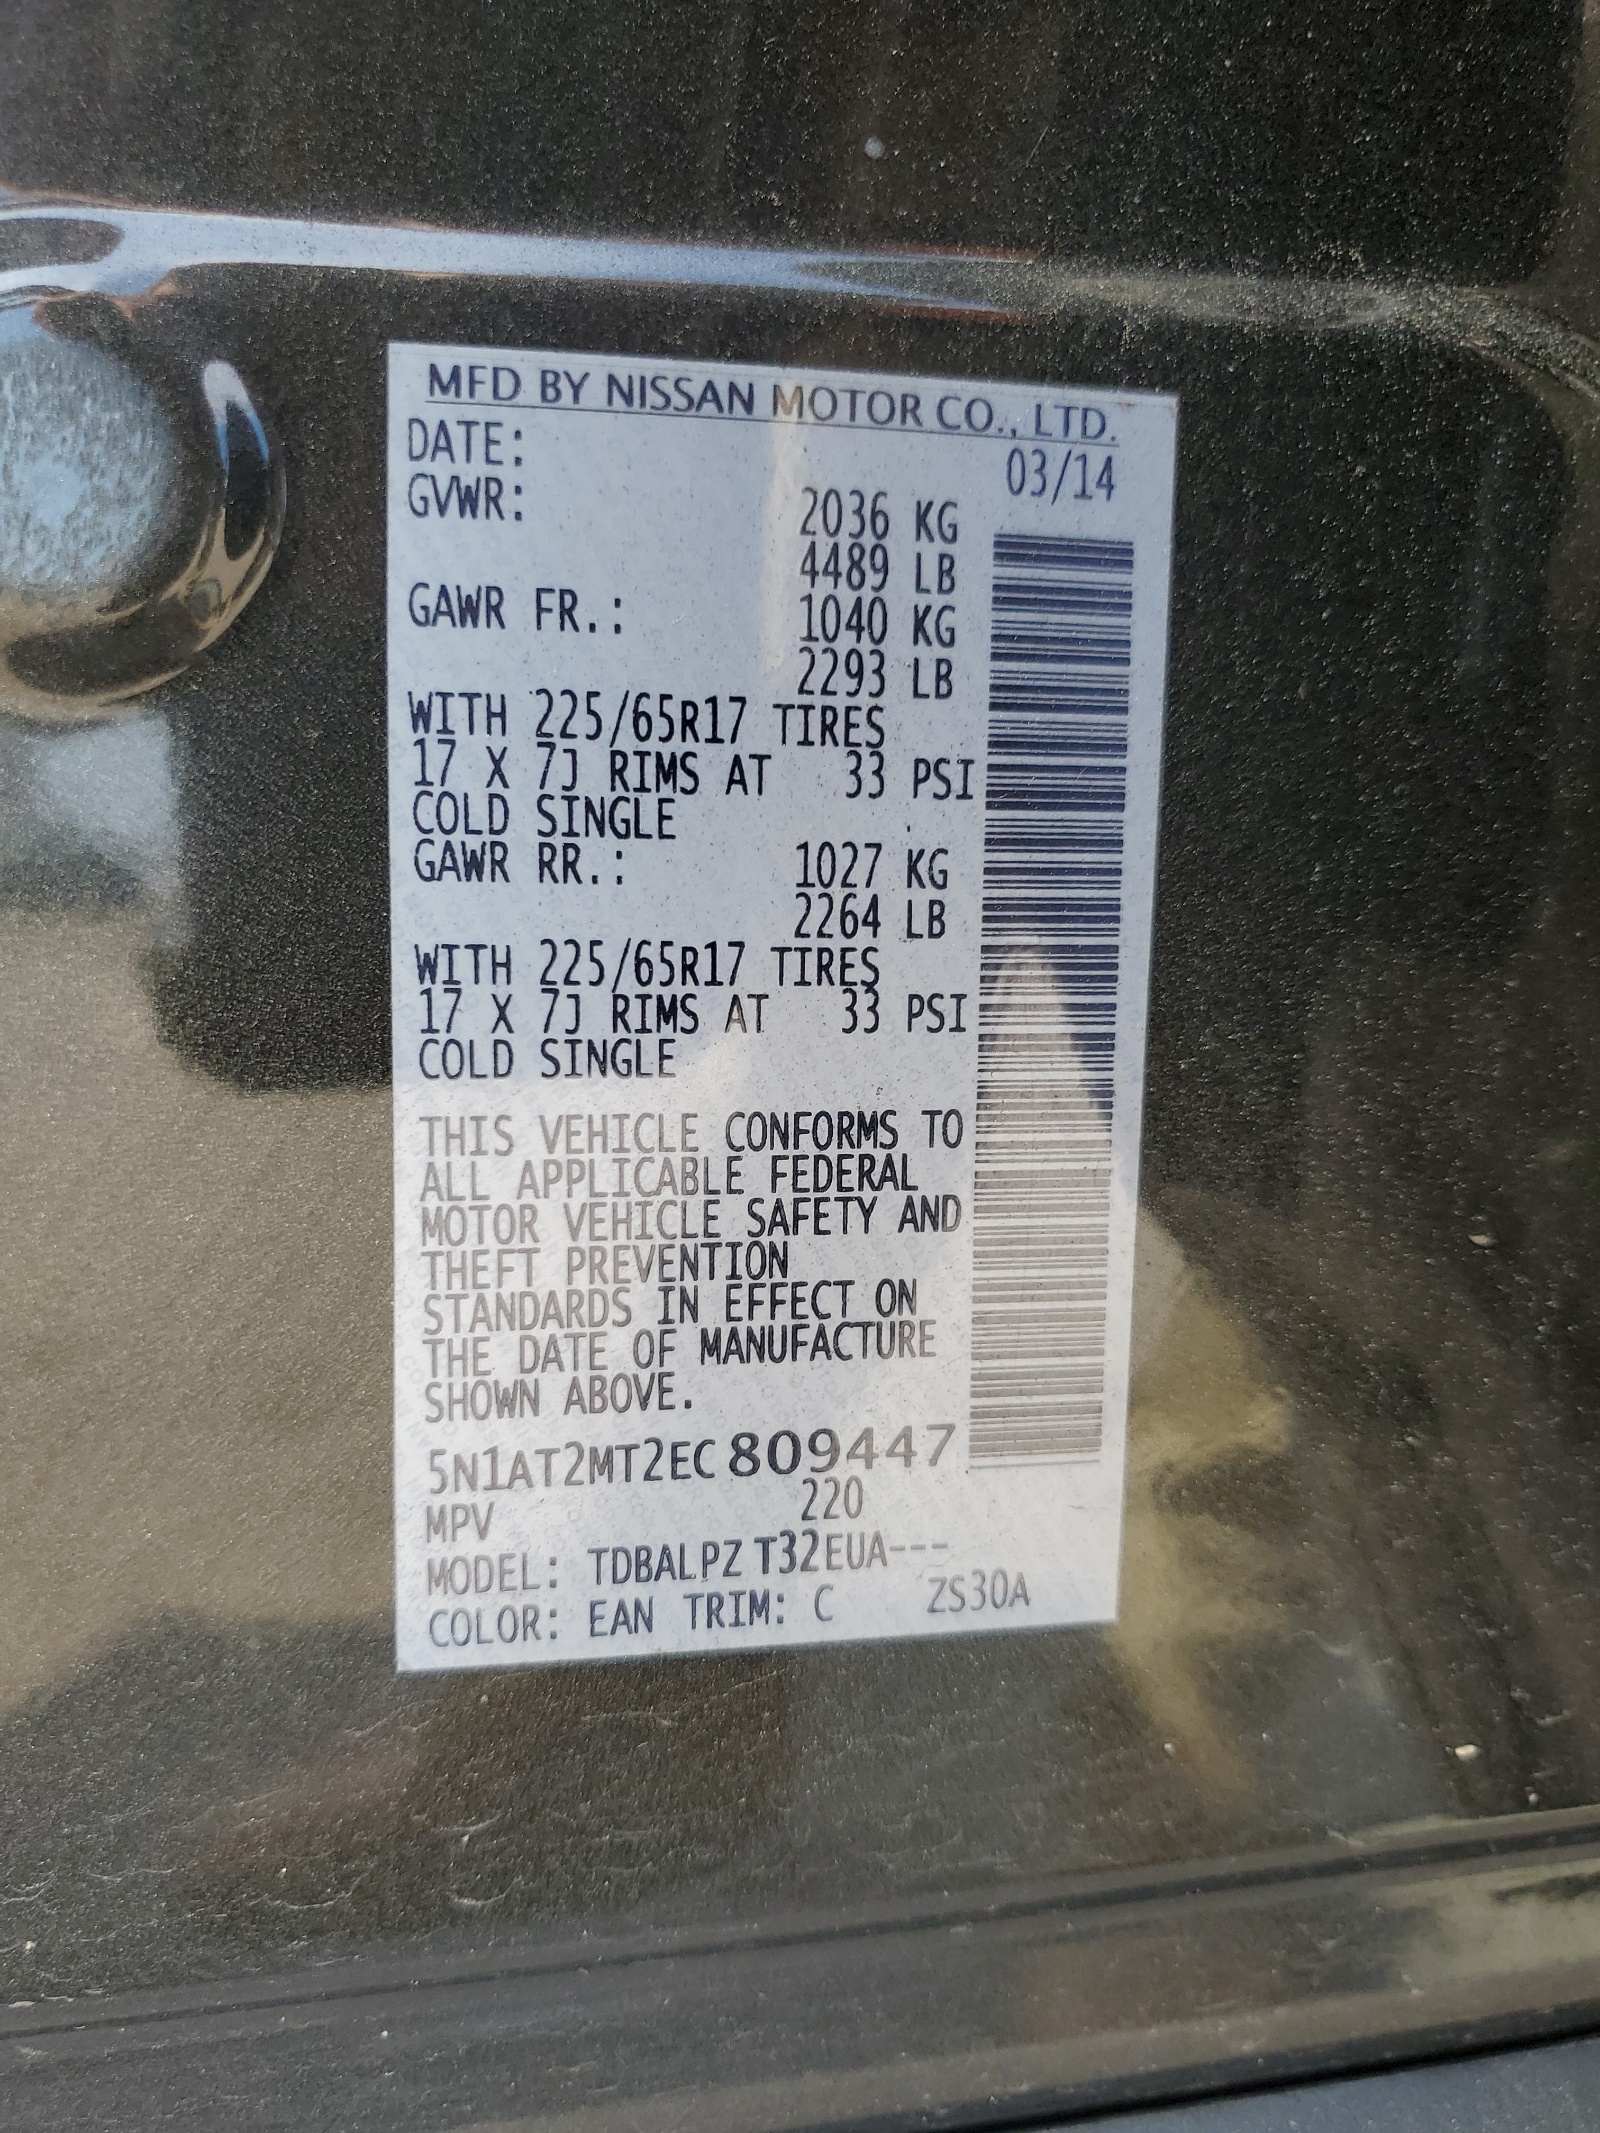 MFD BY NISSAN MOTOR CO., LTD.
DATE: 03/14
GVWR: 2036 KG
4489 LB
GAWR FR.: 1040 KG
2293 LB
WITH 225/65R17 TIRES
17 X 7J RIMS AT 33 PSI
COLD SINGLE
GAWR RR.: 1027 KG
2264 LB
WITH 225/65R17 TIRES
17 X 7J RIMS AT 33 PSI
COLD SINGLE
THIS VEHICLE CONFORMS TO
ALL APPLICABLE FEDERAL
MOTOR VEHICLE SAFETY AND
THEFT PREVENTION
STANDARDS IN EFFECT ON
THE DATE OF MANUFACTURE
SHOWN ABOVE.
5N1AT2MT2EC809447
MPV 220
MODEL: TDBALPZ T32EUA---
COLOR: EAN TRIM: C ZS30A